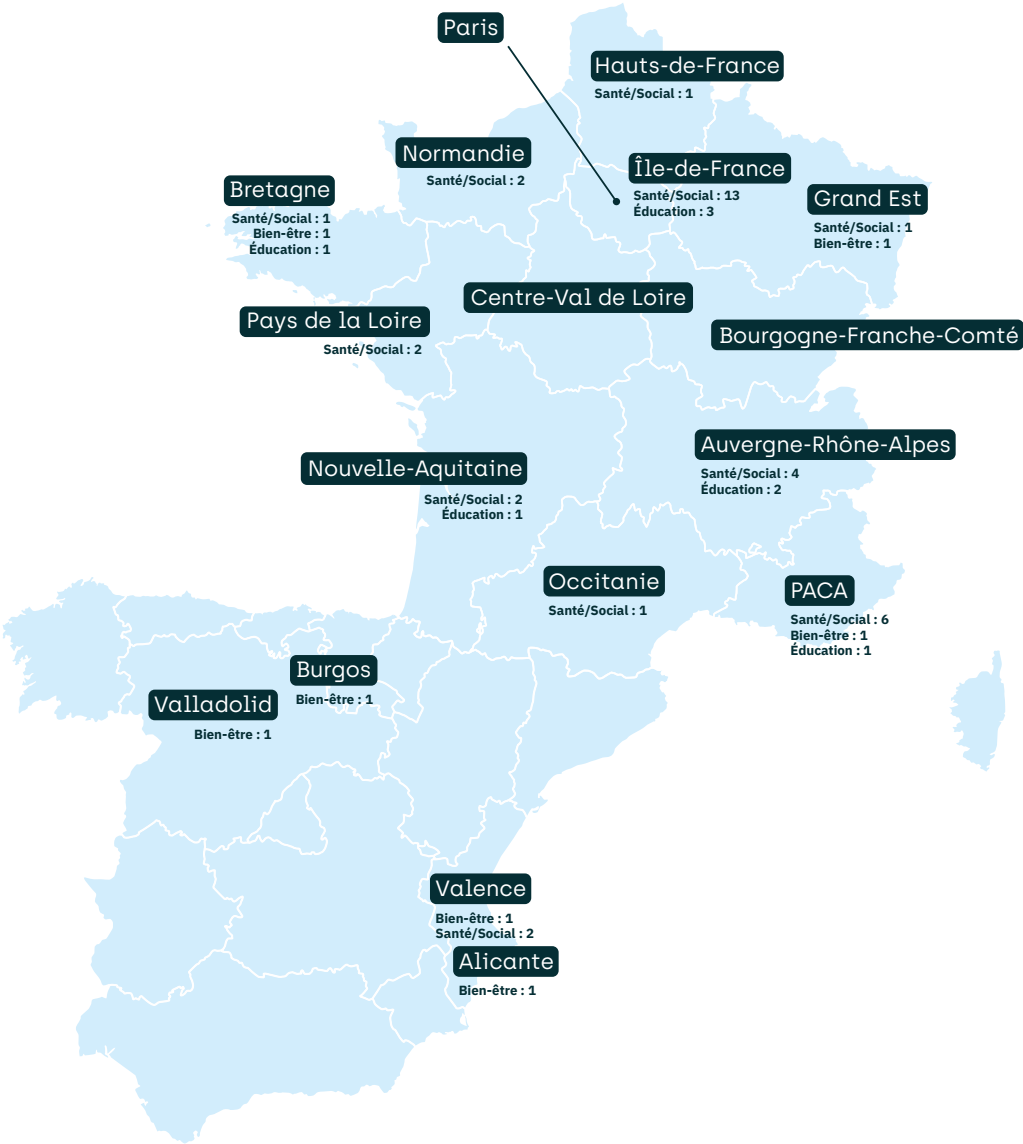 Paris
Hauts-de-France
Santé/Social : 1
Normandie
Santé/Social : 2
Île-de-France
Santé/Social : 13
Éducation : 3
Bretagne
Santé/Social : 1
Bien-être : 1
Éducation : 1
Grand Est
Santé/Social : 1
Bien-être : 1
Centre-Val de Loire
Pays de la Loire
Santé/Social : 2
Bourgogne-Franche-Comté
Auvergne-Rhône-Alpes
Santé/Social : 4
Éducation : 2
Nouvelle-Aquitaine
Santé/Social : 2
Éducation : 1
Occitanie
Santé/Social : 1
PACA
Santé/Social : 6
Bien-être : 1
Éducation : 1
Burgos
Bien-être : 1
Valladolid
Bien-être : 1
Valence
Bien-être : 1
Santé/Social : 2
Alicante
Bien-être : 1